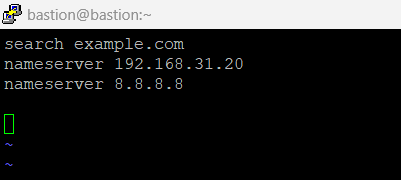 bastion@bastion:~
search example.com
nameserver 192.168.31.20
nameserver 8.8.8.8
~
~